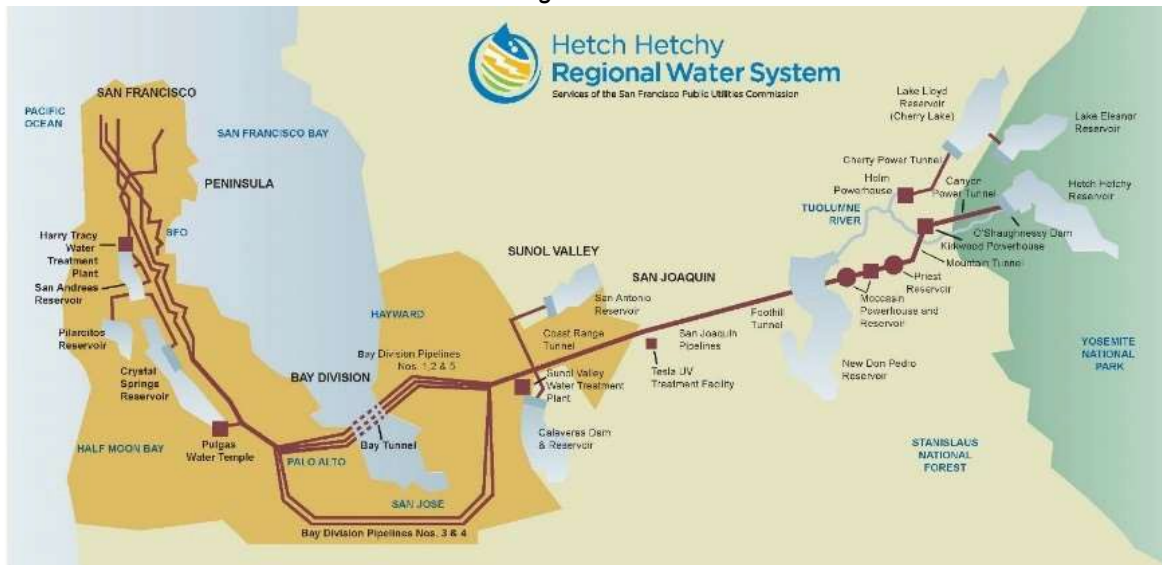 g
Hetch Hetchy
Regional Water System
Services of the San Francisco Public Utilities Commission
SAN FRANCISCO
PACIFIC
OCEAN
SAN FRANCISCO BAY
PENINSULA
SFO
Harry Tracy
Water
Treatment
Plant
San Andreas
Reservoir
Pilarcitos
Reservoir
Crystal
Springs
Reservoir
HALF MOON BAY
Pulgas
Water Temple
PALO ALTO
BAY DIVISION
HAYWARD
Bay Division Pipelines
Nos. 1,2 & 5
Bay Tunnel
SAN JOSE
Bay Division Pipelines Nos. 3 & 4
SUNOL VALLEY
San Antonio
Reservoir
Coast Range
Tunnel
Sunol Valley
Water Treatment
Plant
Calaveras Dam
& Reservoir
SAN JOAQUIN
San Joaquin
Pipelines
Tesla UV
Treatment Facility
Foothill
Tunnel
New Don Pedro
Reservoir
Moccasin
Powerhouse and
Reservoir
Priest
Reservoir
Mountain Tunnel
Kirkwood Powerhouse
O'Shaughnessy Dam
TUOLUMNE
RIVER
Holm
Powerhouse
Cherry Power Tunnel
Canyon
Power Tunnel
Lake Lloyd
Reservoir
(Cherry Lake)
Lake Eleanor
Reservoir
Hetch Hetchy
Reservoir
YOSEMITE
NATIONAL
PARK
STANISLAUS
NATIONAL
FOREST